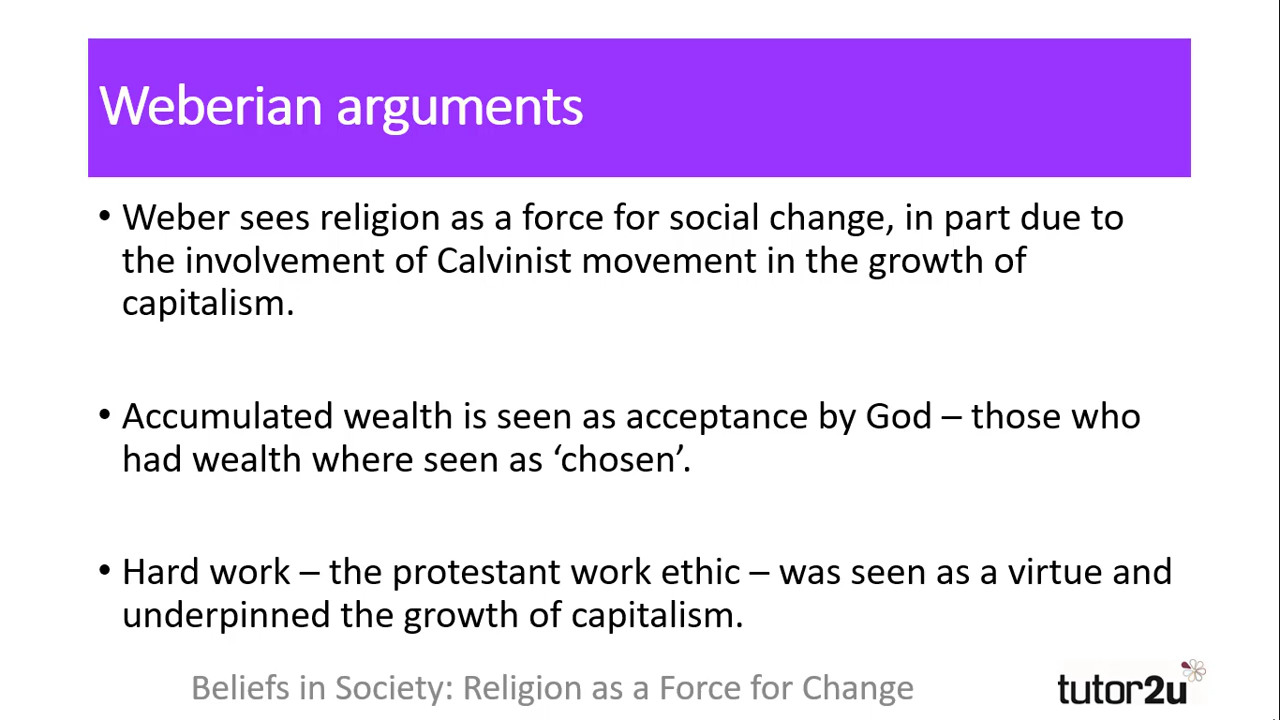 Weberian arguments
• Weber sees religion as a force for social change, in part due to
the involvement of Calvinist movement in the growth of
capitalism.
• Accumulated wealth is seen as acceptance by God – those who
had wealth where seen as ‘chosen’.
• Hard work – the protestant work ethic – was seen as a virtue and
underpinned the growth of capitalism.
Beliefs in Society: Religion as a Force for Change
tutor2u